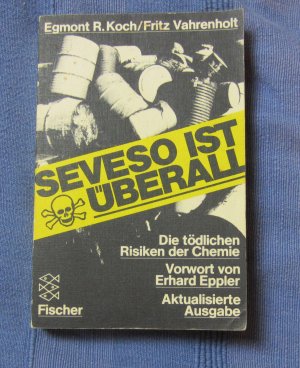 Egmont R. Koch/Fritz Vahrenholt
SEVESO IST
ÜBERALL
Die tödlichen
Risiken der Chemie
Vorwort von
Erhard Eppler
Aktualisierte
Ausgabe
Fischer